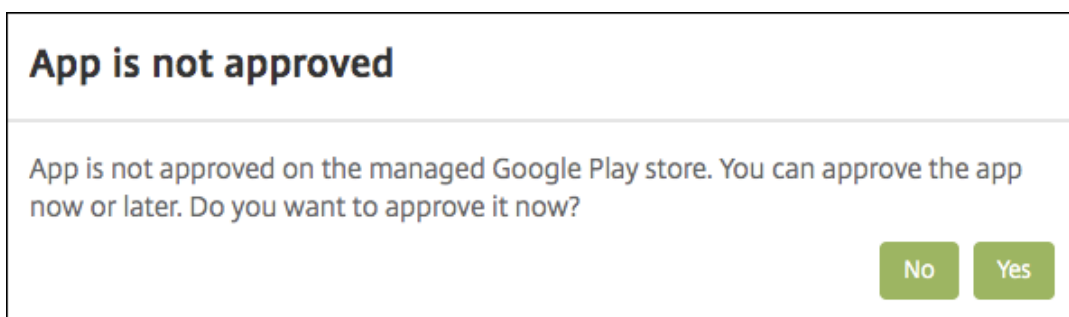 App is not approved
App is not approved on the managed Google Play store. You can approve the app
now or later. Do you want to approve it now?
No Yes